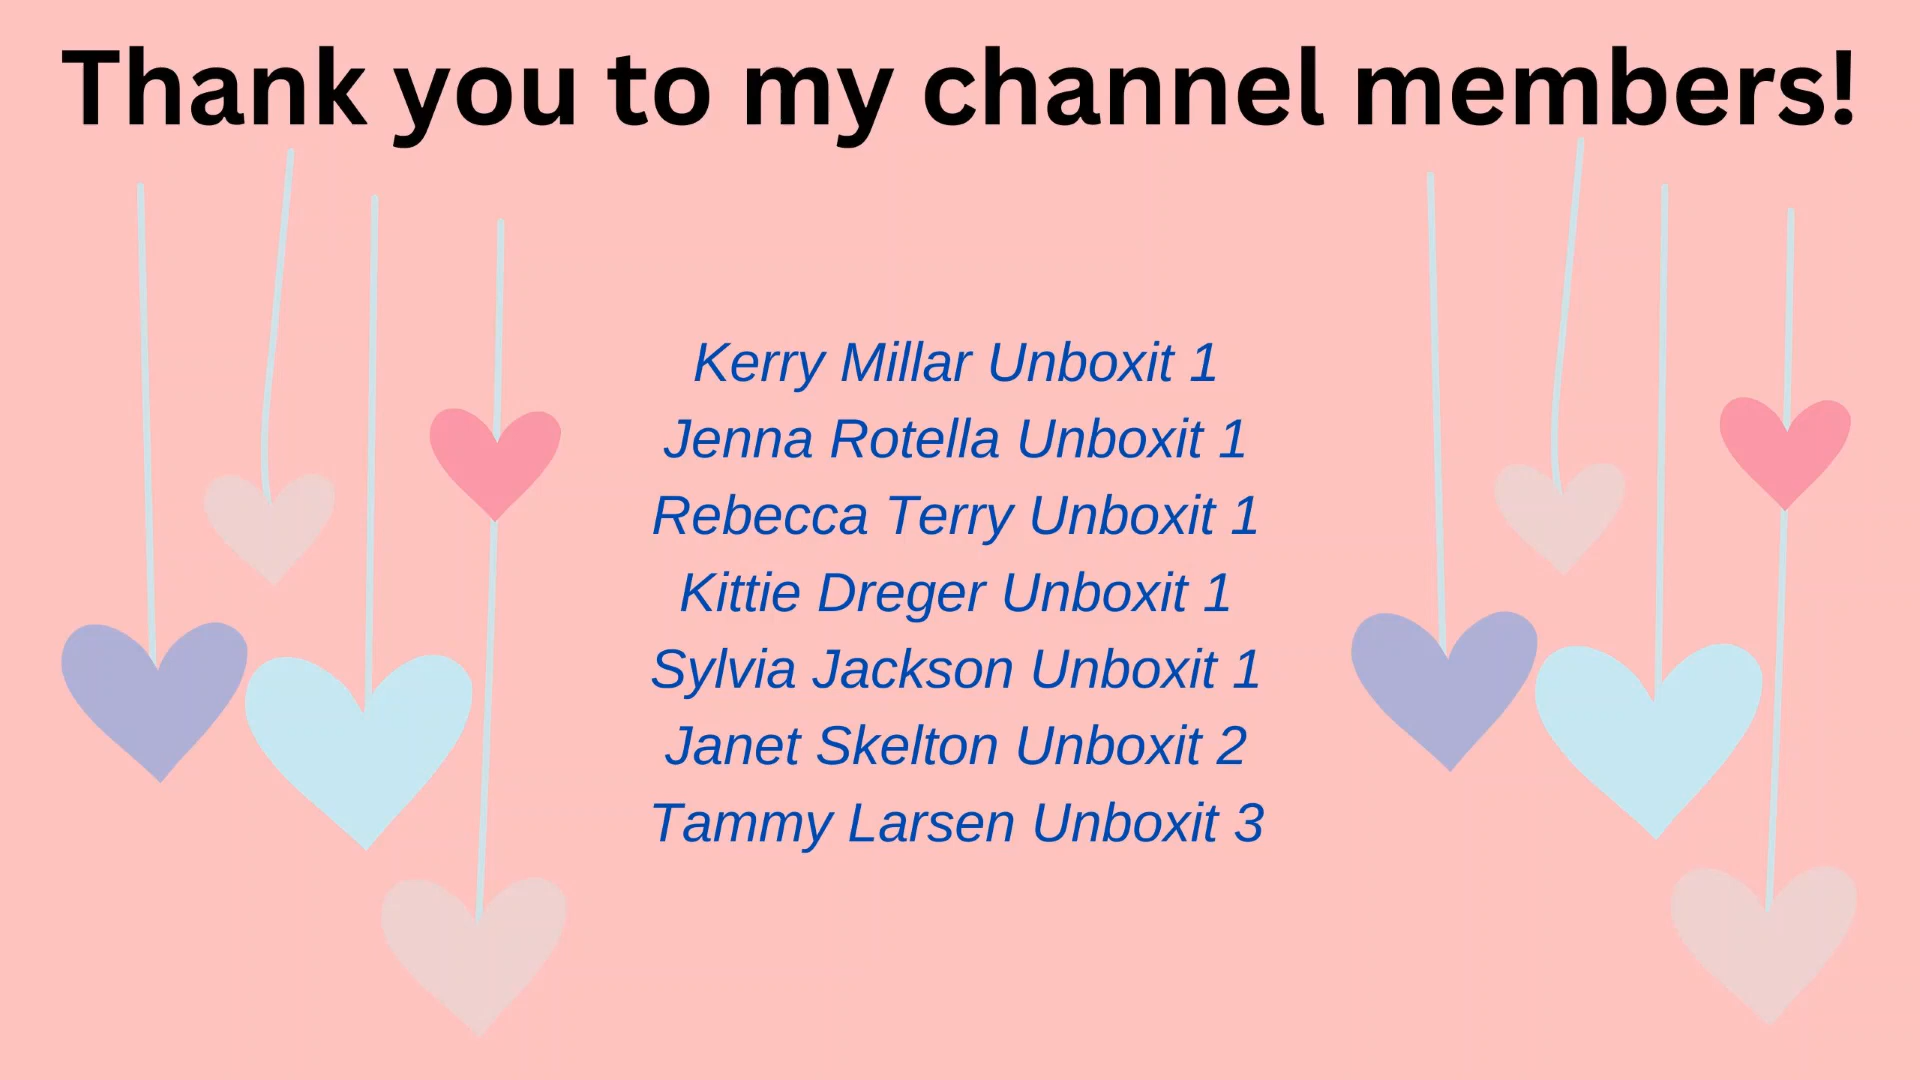 Thank you to my channel members!
Kerry Millar Unboxit 1
Jenna Rotella Unboxit 1
Rebecca Terry Unboxit 1
Kittie Dreger Unboxit 1
Sylvia Jackson Unboxit 1
Janet Skelton Unboxit 2
Tammy Larsen Unboxit 3